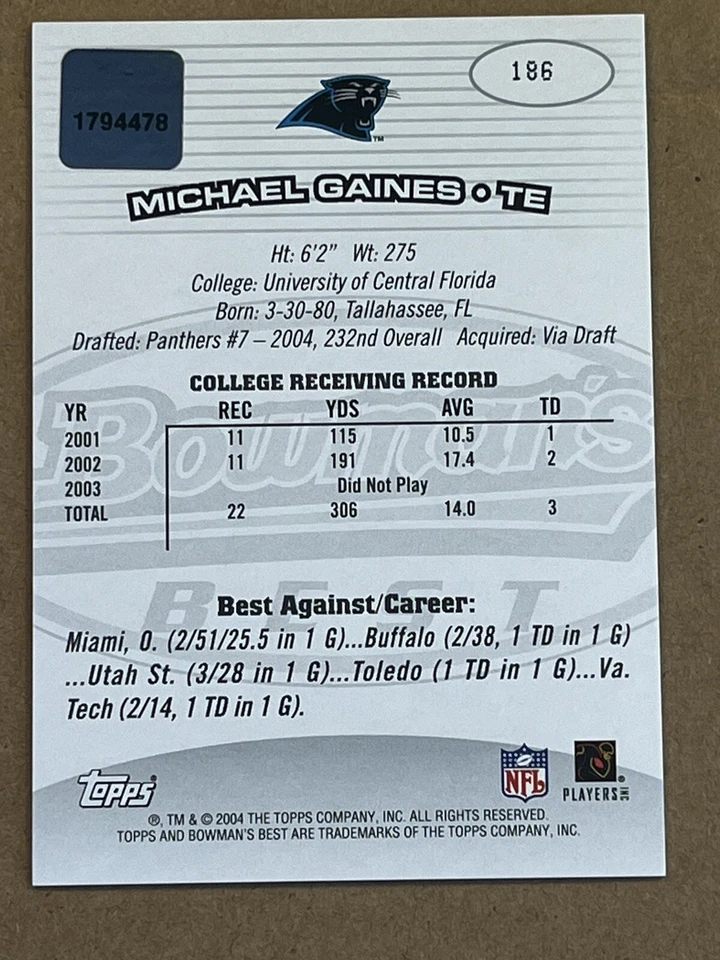 1794478
186
TM
MICHAEL GAINES • TE
Ht: 6'2" Wt: 275
College: University of Central Florida
Born: 3-30-80, Tallahassee, FL
Drafted: Panthers #7 – 2004, 232nd Overall Acquired: Via Draft
COLLEGE RECEIVING RECORD
YR REC YDS AVG TD
2001 11 115 10.5 1
2002 11 191 17.4 2
2003 Did Not Play
TOTAL 22 306 14.0 3
Bowman's
BEST
Best Against/Career:
Miami, O. (2/51/25.5 in 1 G)...Buffalo (2/38, 1 TD in 1 G)
...Utah St. (3/28 in 1 G)...Toledo (1 TD in 1 G)...Va.
Tech (2/14, 1 TD in 1 G).
Topps®
NFL
PLAYERS INC ®
®, TM & © 2004 THE TOPPS COMPANY, INC. ALL RIGHTS RESERVED.
TOPPS AND BOWMAN'S BEST ARE TRADEMARKS OF THE TOPPS COMPANY, INC.